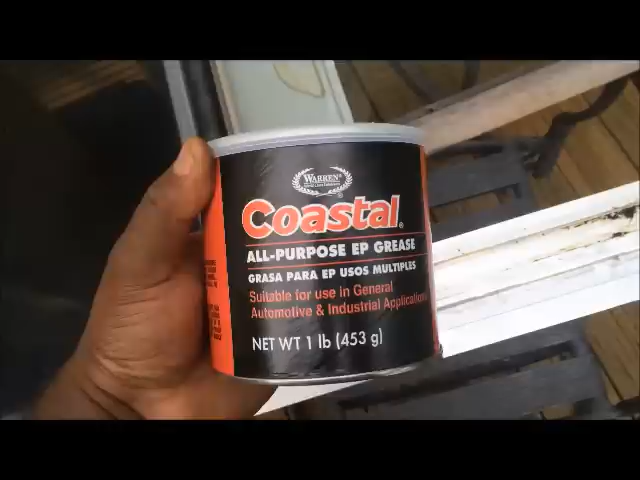 WARREN
Coastal
ALL-PURPOSE EP GREASE
GRASA PARA EP USOS MULTIPLES
Suitable for use in General
Automotive & Industrial Applications
NET WT 1 lb (453 g)